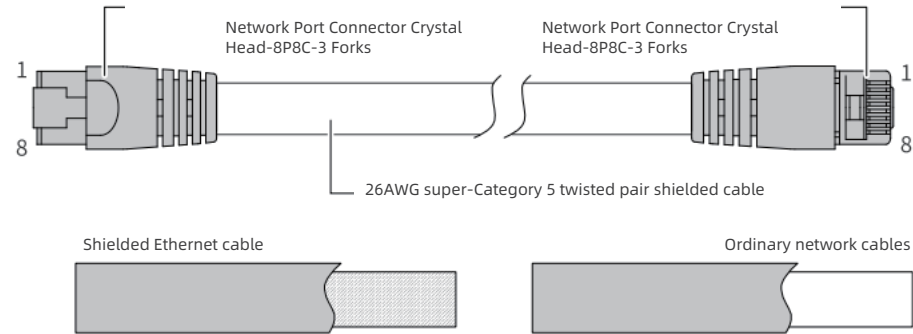 Network Port Connector Crystal
Head-8P8C-3 Forks
Network Port Connector Crystal
Head-8P8C-3 Forks
1
1
8
8
26AWG super-Category 5 twisted pair shielded cable
Shielded Ethernet cable
Ordinary network cables